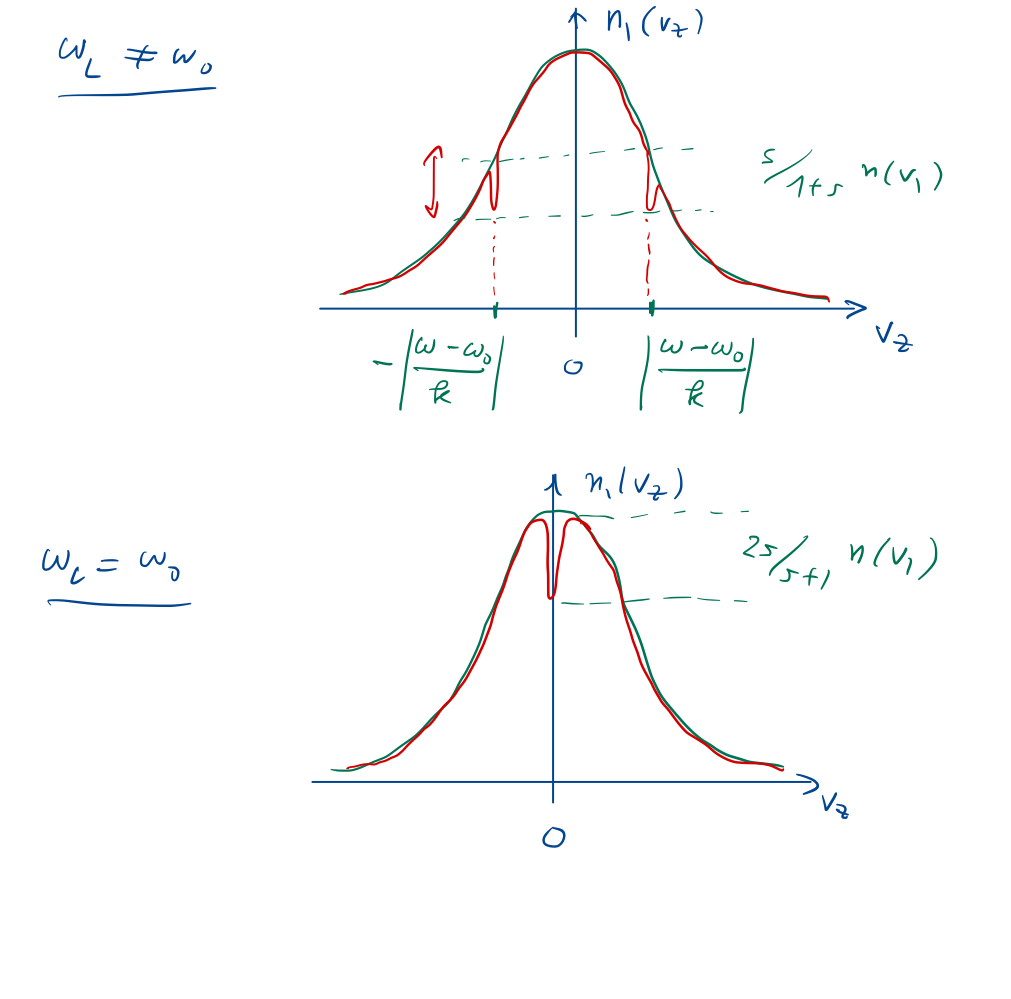 ω_L ≠ ω_0
n_1(v_z)
s/1+s n(v_1)
v_z
-|ω-ω_0/k|
0
|ω-ω_0/k|
n_1(v_z)
ω_L = ω_0
2s/s+1 n(v_1)
v_z
0